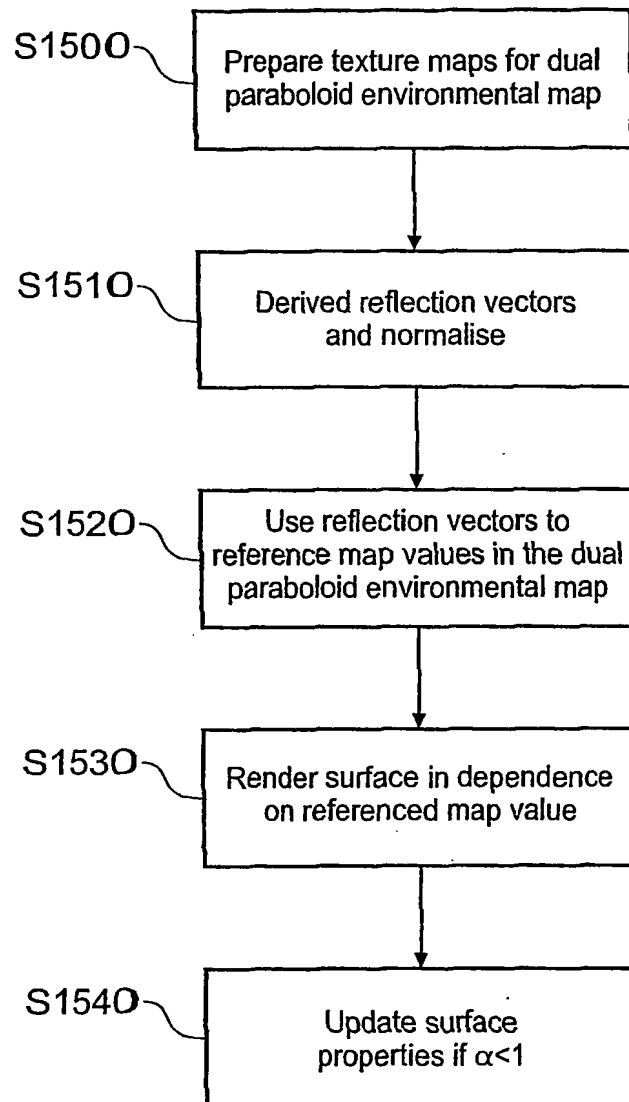 S1500
Prepare texture maps for dual
paraboloid environmental map
S1510
Derived reflection vectors
and normalise
S1520
Use reflection vectors to
reference map values in the dual
paraboloid environmental map
S1530
Render surface in dependence
on referenced map value
S1540
Update surface
properties if α<1